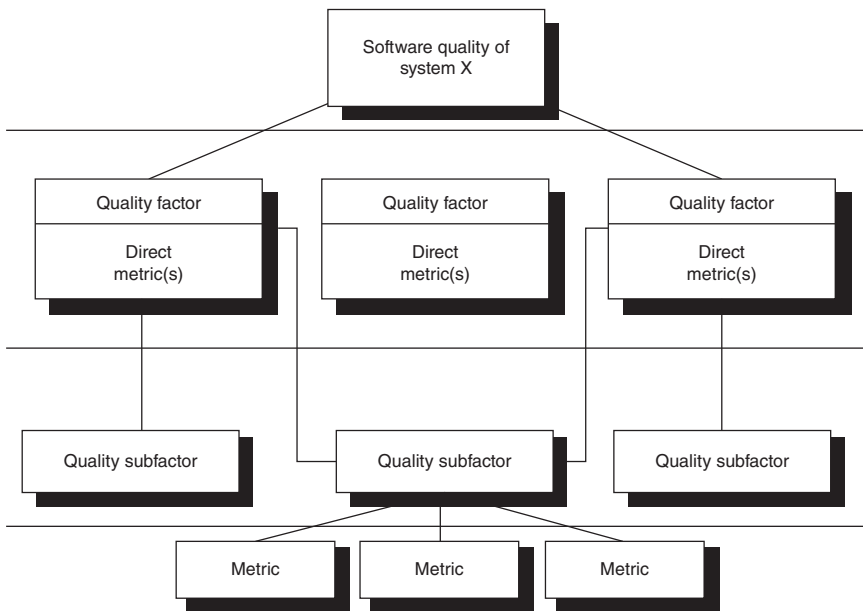 Software quality of
system X
Quality factor
Direct
metric(s)
Quality factor
Direct
metric(s)
Quality factor
Direct
metric(s)
Quality subfactor
Quality subfactor
Quality subfactor
Metric
Metric
Metric